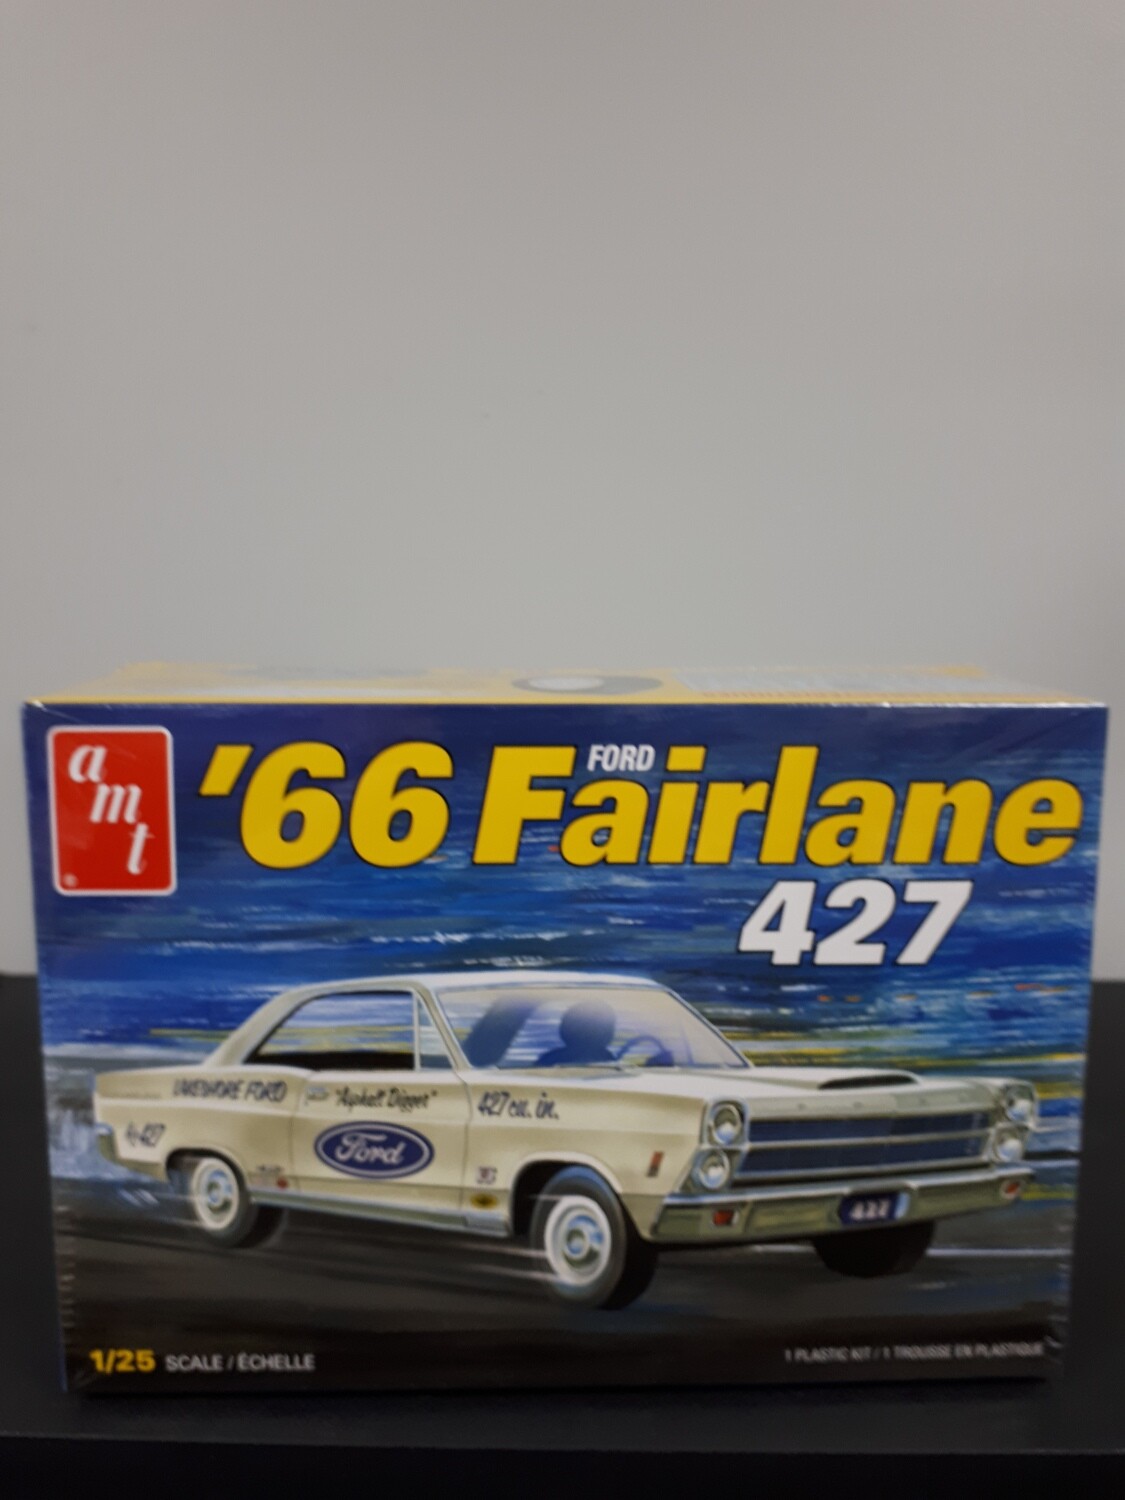 amt
'66 FORD Fairlane
427
LAKESHORE FORD
"Asphalt Digger"
427 cu. in.
A/427
Ford
427
1/25 SCALE / ÉCHELLE
1 PLASTIC KIT / 1 TROUSSE EN PLASTIQUE